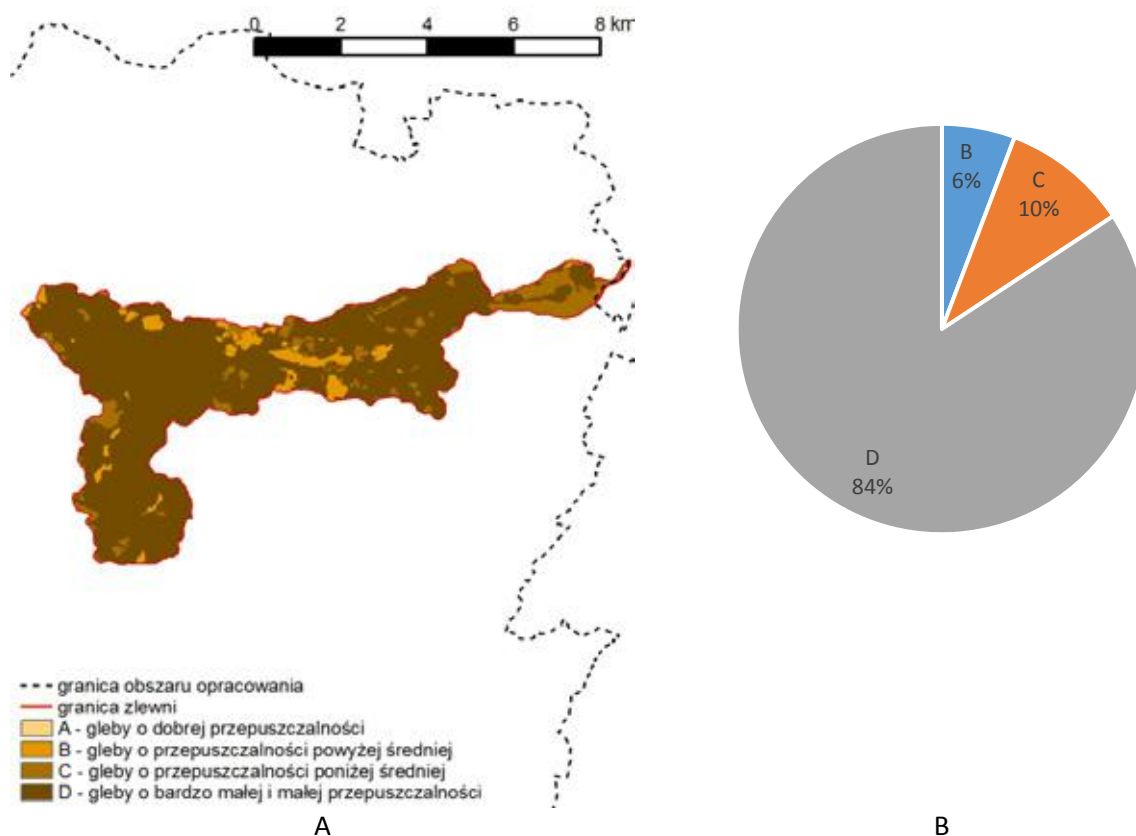 0 2 4 6 8 km
B
6%
C
10%
D
84%
granica obszaru opracowania
granica zlewni
A - gleby o dobrej przepuszczalności
B - gleby o przepuszczalności powyżej średniej
C - gleby o przepuszczalności poniżej średniej
D - gleby o bardzo małej i małej przepuszczalności
A
B